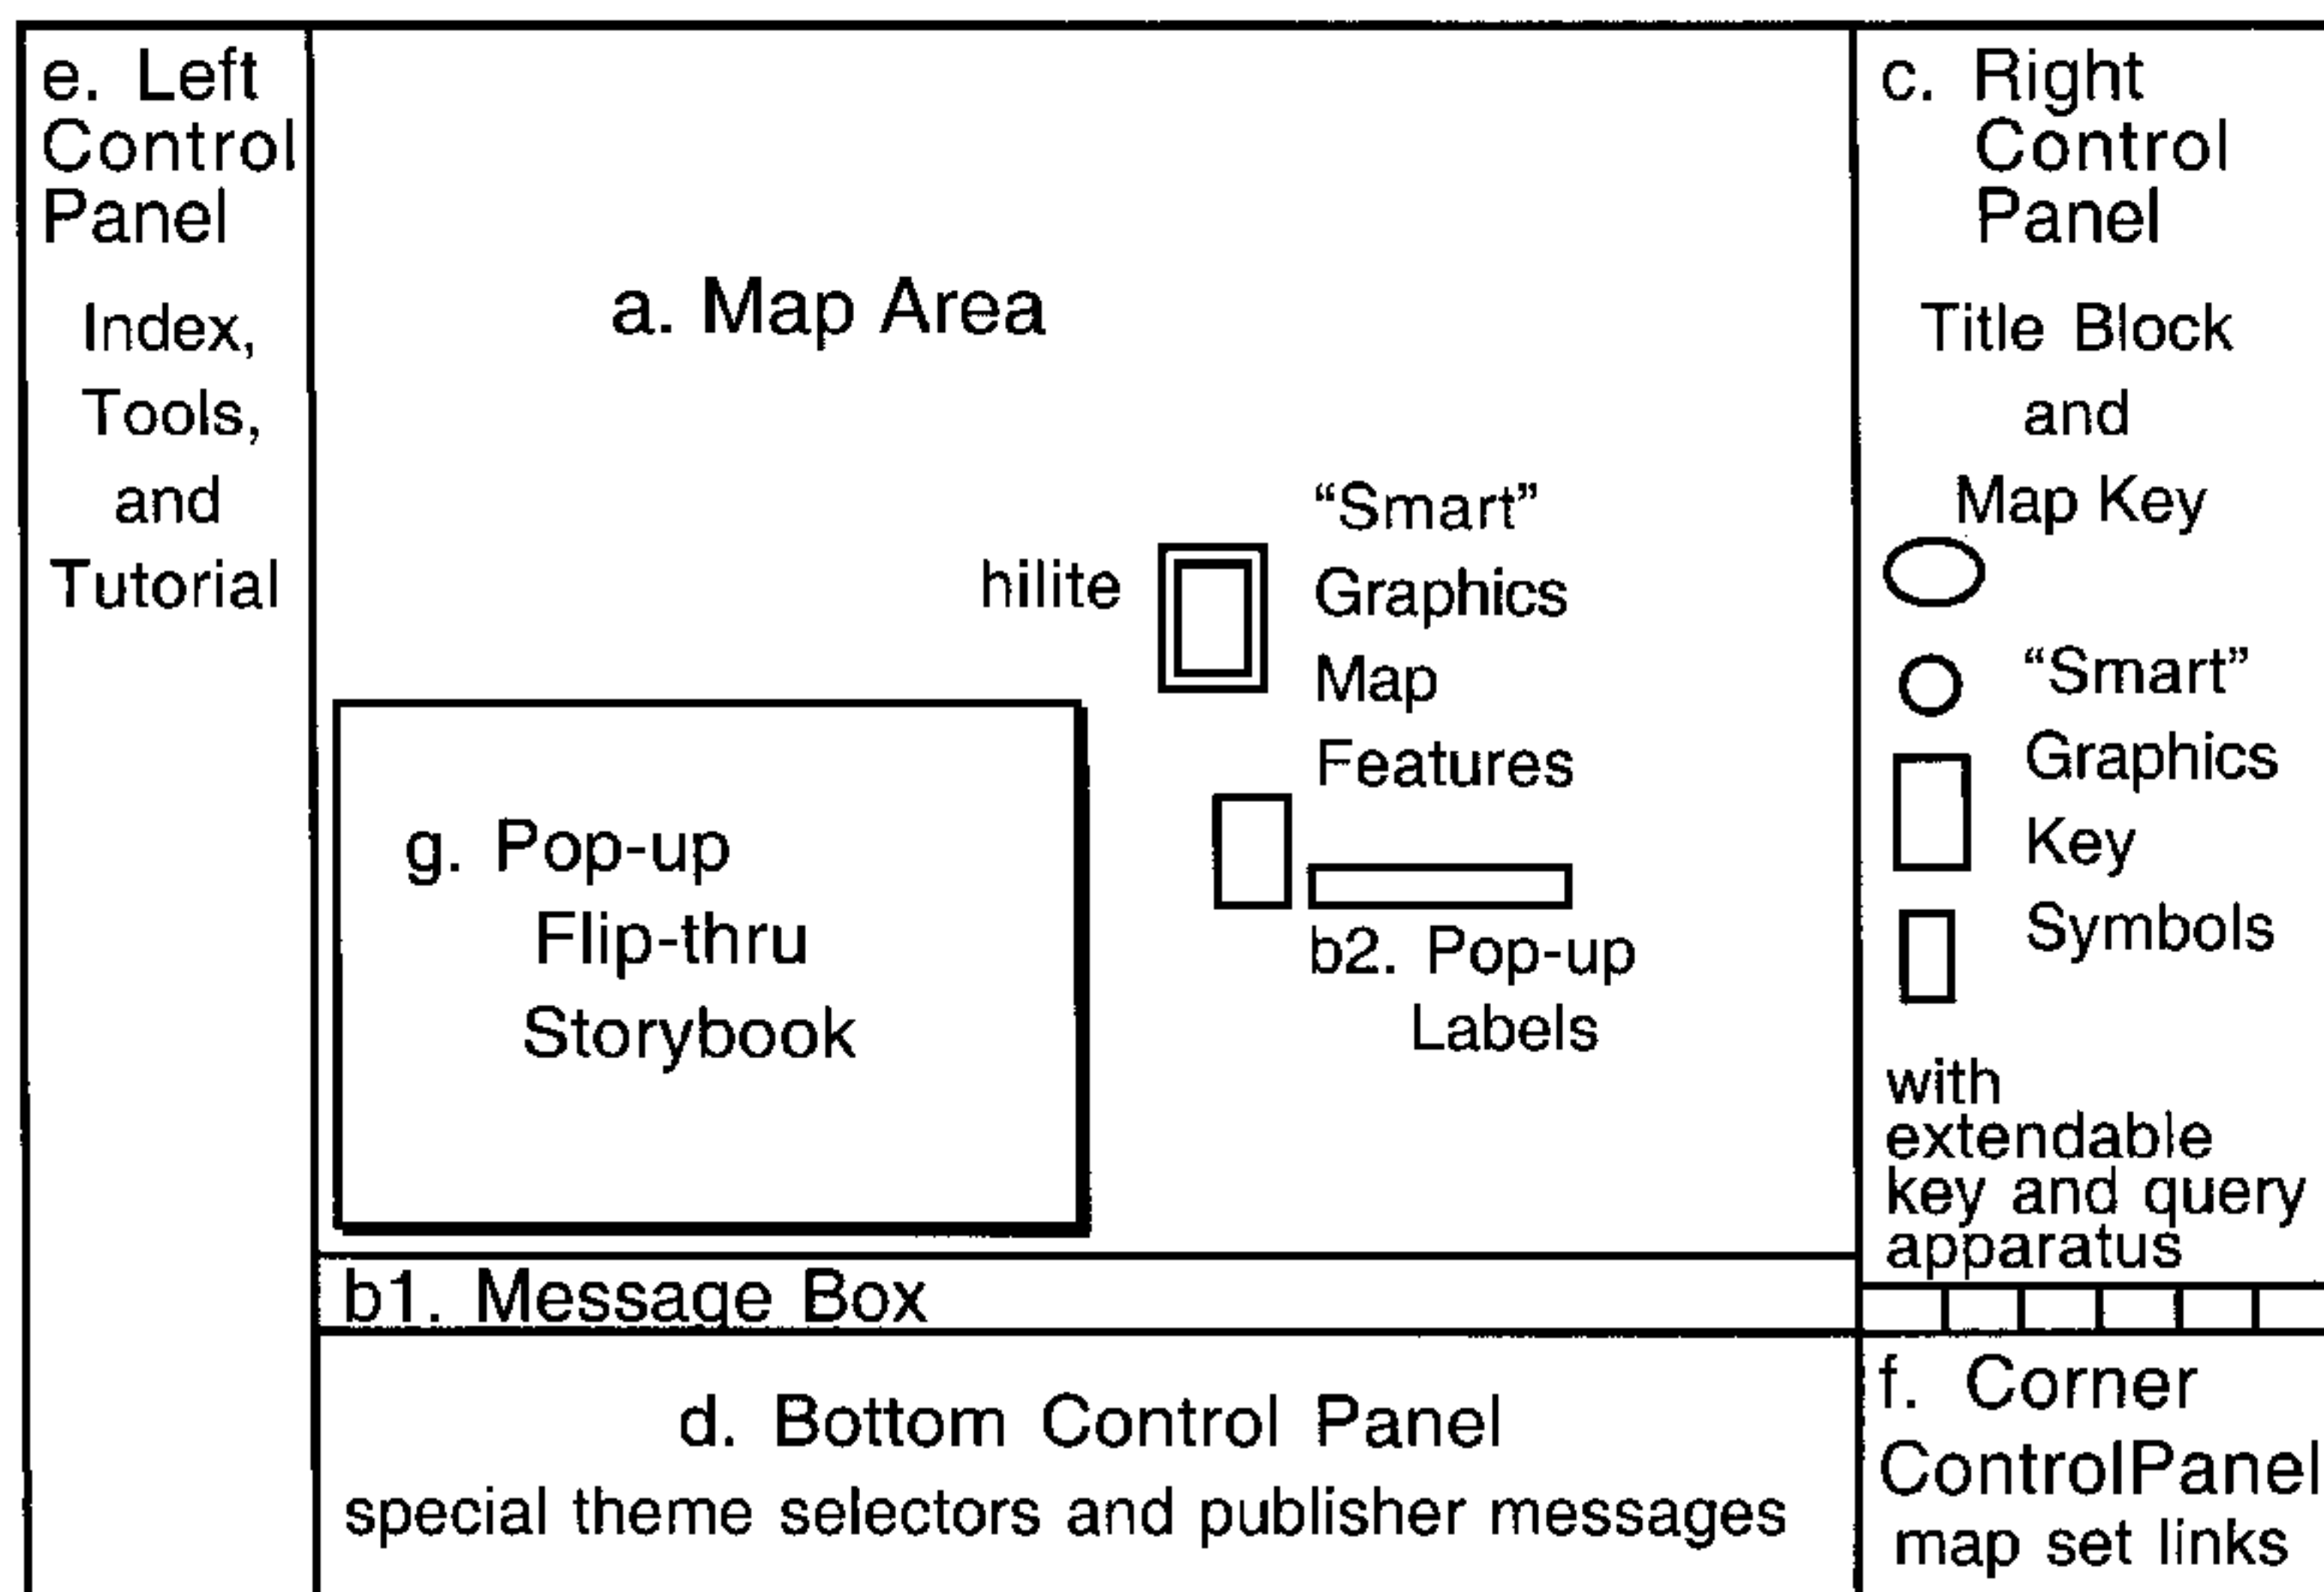 e. Left
Control
Panel
Index,
Tools,
and
Tutorial
a. Map Area
hilite
“Smart”
Graphics
Map
Features
g. Pop-up
Flip-thru
Storybook
b2. Pop-up
Labels
b1. Message Box
d. Bottom Control Panel
special theme selectors and publisher messages
c. Right
Control
Panel
Title Block
and
Map Key
“Smart”
Graphics
Key
Symbols
with
extendable
key and query
apparatus
f. Corner
ControlPanel
map set links